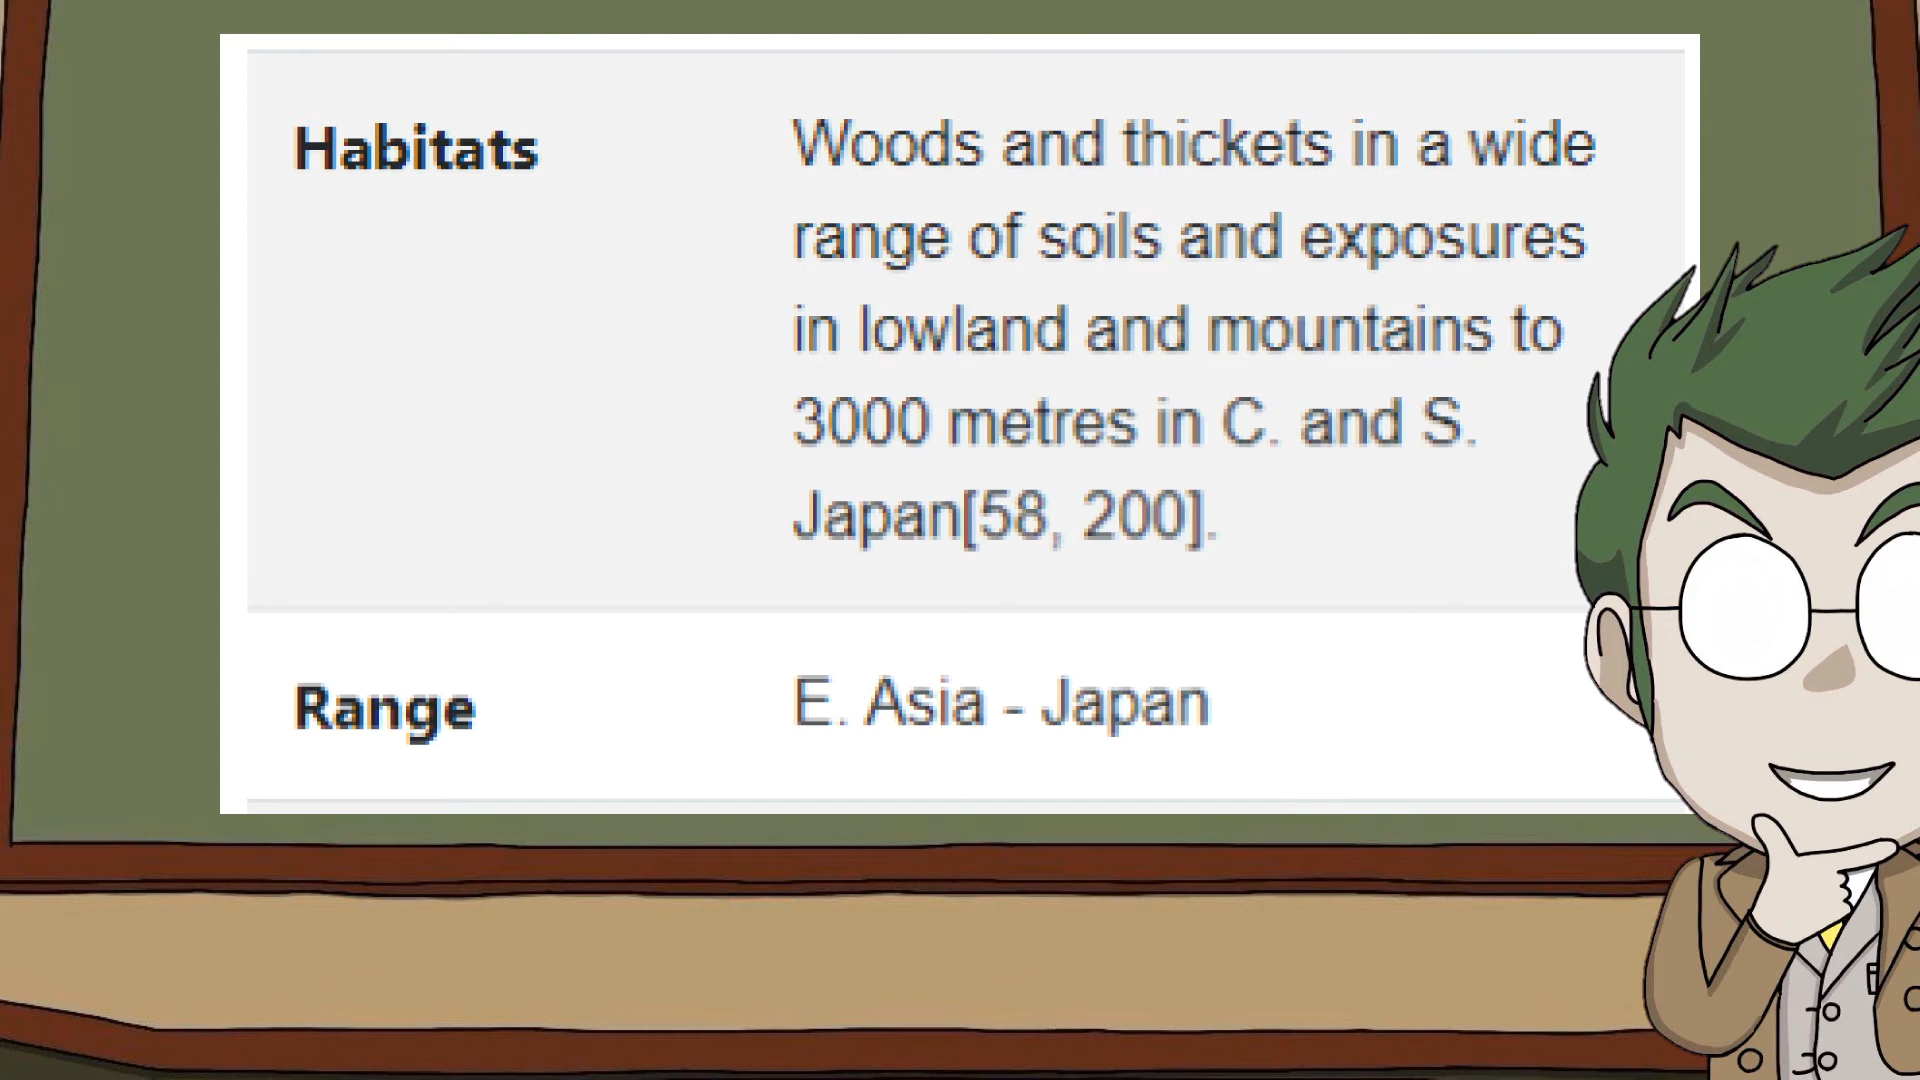 Habitats
Woods and thickets in a wide
range of soils and exposures
in lowland and mountains to
3000 metres in C. and S.
Japan[58, 200].
Range
E. Asia - Japan